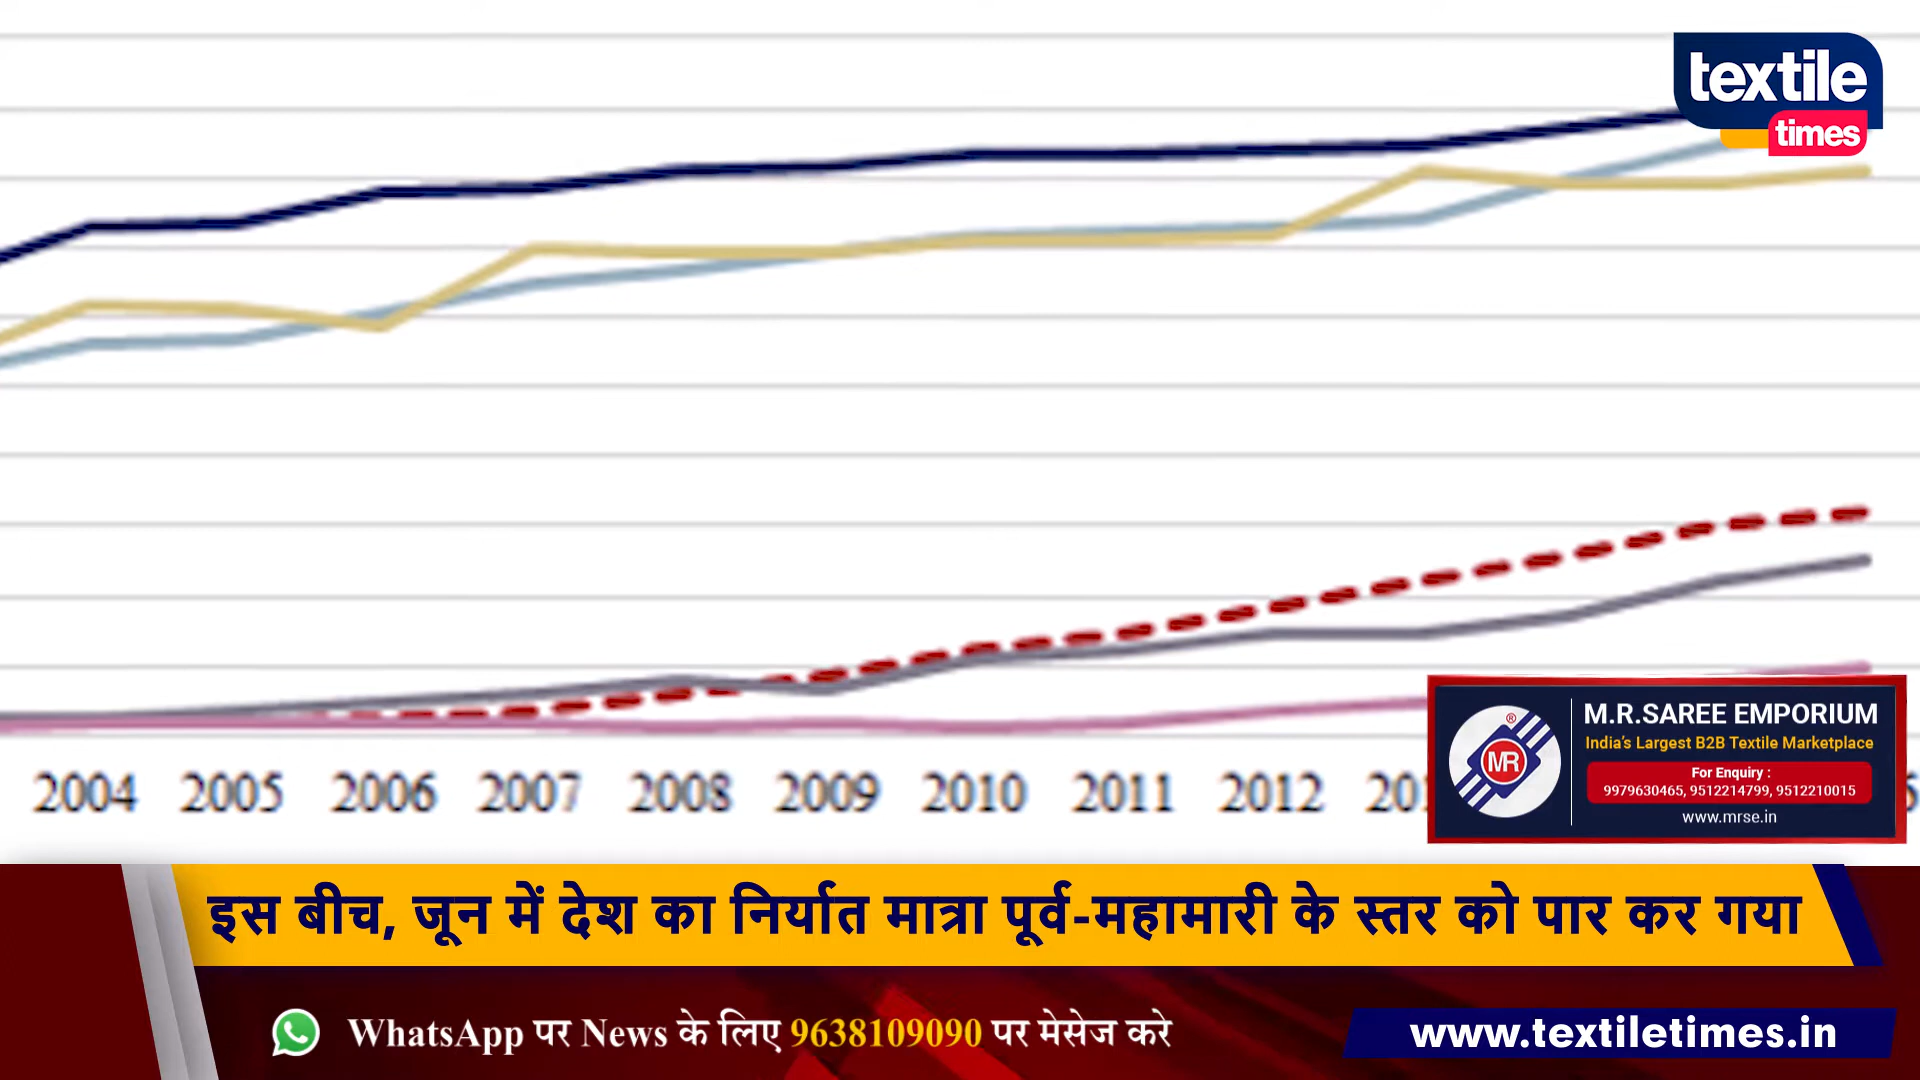 textile
times
2004 2005 2006 2007 2008 2009 2010 2011 2012
M.R.SAREE EMPORIUM
India's Largest B2B Textile Marketplace
MR
®
For Enquiry :
9979630465, 9512214799, 9512210015
www.mrse.in
इस बीच, जून में देश का निर्यात मात्रा पूर्व-महामारी के स्तर को पार कर गया
WhatsApp पर News के लिए 9638109090 पर मेसेज करे
www.textiletimes.in